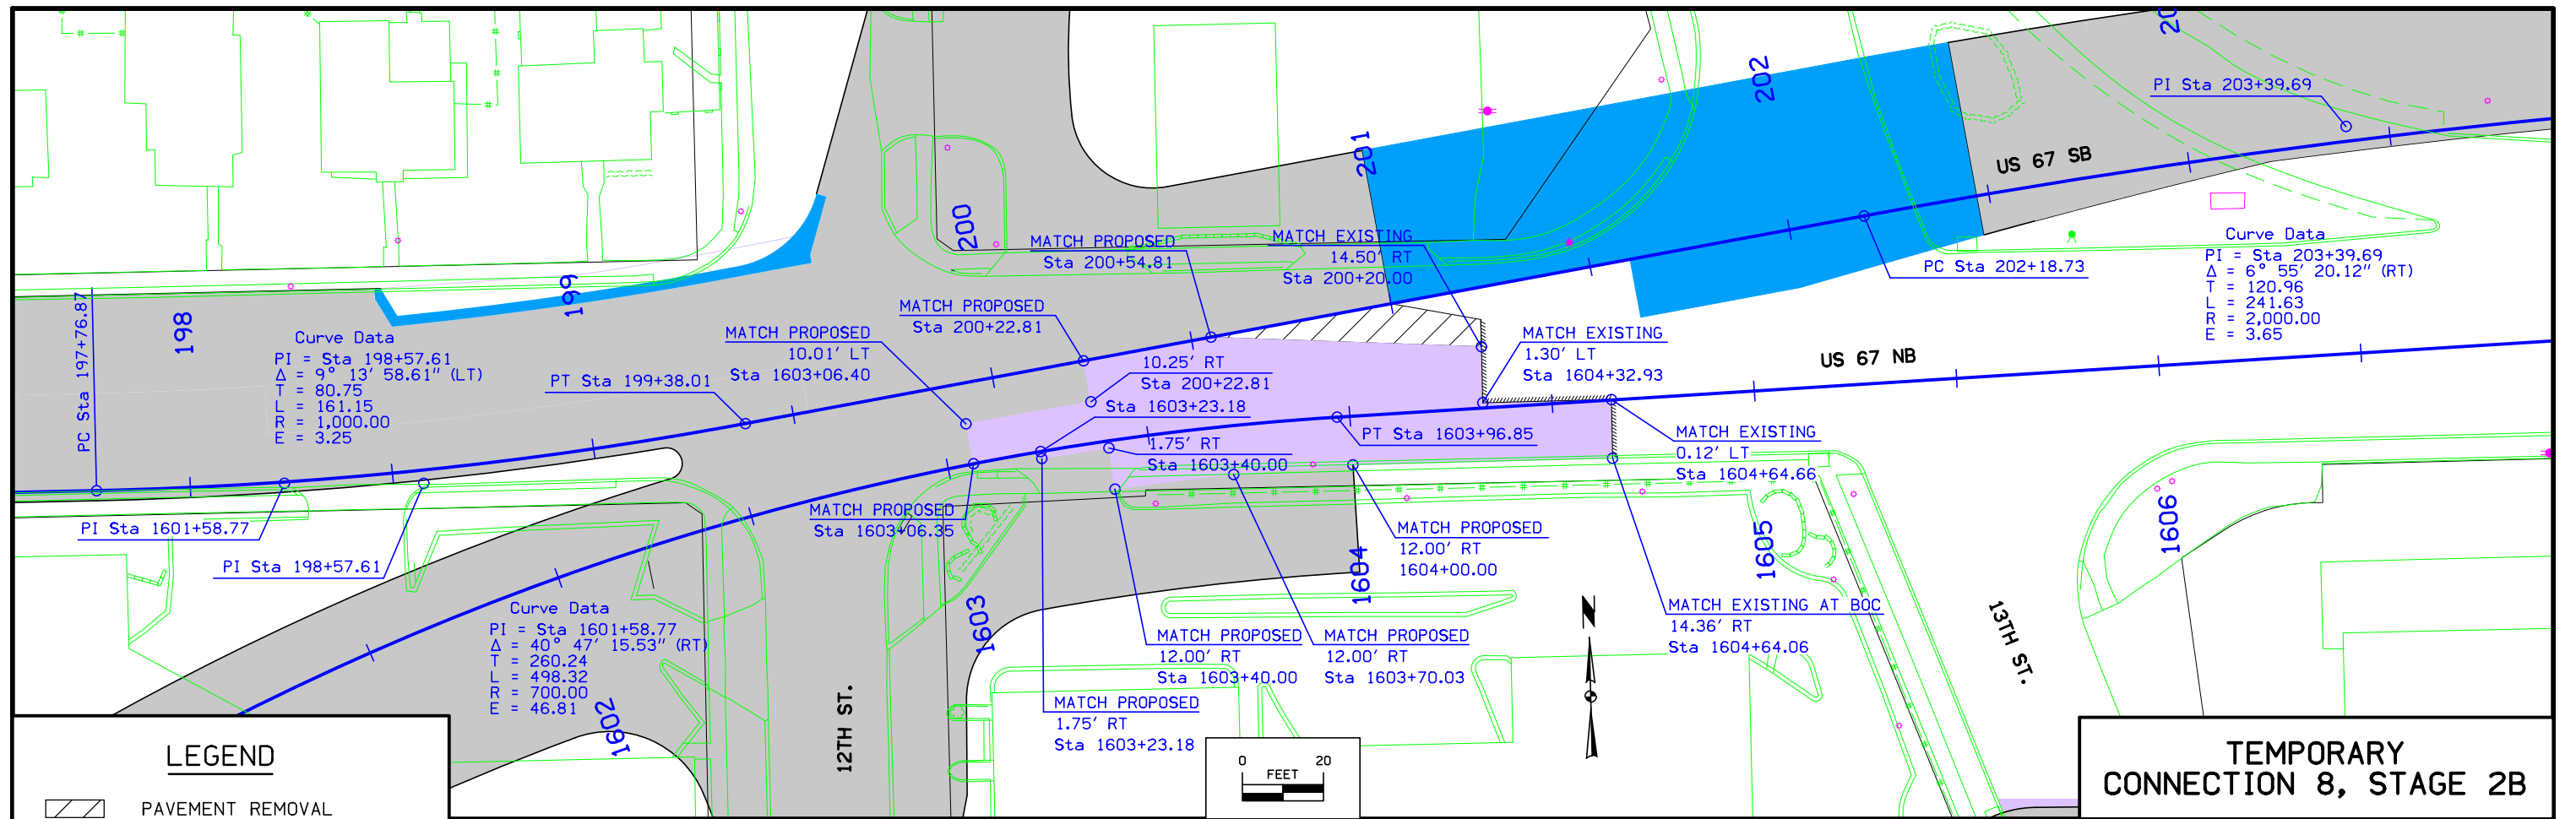 202
20
PI Sta 203+39.69
201
US 67 SB
200
MATCH PROPOSED
Sta 200+54.81
MATCH EXISTING
14.50' RT
Sta 200+20.00
PC Sta 202+18.73
Curve Data
PI = Sta 203+39.69
Δ = 6° 55' 20.12" (RT)
T = 120.96
L = 241.63
R = 2,000.00
E = 3.65
199
198
PC Sta 197+76.87
Curve Data
PI = Sta 198+57.61
Δ = 9° 13' 58.61" (LT)
T = 80.75
L = 161.15
R = 1,000.00
E = 3.25
MATCH PROPOSED
Sta 200+22.81
MATCH PROPOSED
10.01' LT
Sta 1603+06.40
PT Sta 199+38.01
10.25' RT
Sta 200+22.81
Sta 1603+23.18
1.75' RT
Sta 1603+40.00
MATCH EXISTING
1.30' LT
Sta 1604+32.93
US 67 NB
PT Sta 1603+96.85
MATCH EXISTING
0.12' LT
Sta 1604+64.66
PI Sta 1601+58.77
PI Sta 198+57.61
MATCH PROPOSED
Sta 1603+06.35
MATCH PROPOSED
12.00' RT
1604+00.00
1604
1605
1606
1603
1602
Curve Data
PI = Sta 1601+58.77
Δ = 40° 47' 15.53" (RT)
T = 260.24
L = 498.32
R = 700.00
E = 46.81
MATCH EXISTING AT BOC
14.36' RT
Sta 1604+64.06
MATCH PROPOSED
12.00' RT
Sta 1603+40.00
MATCH PROPOSED
12.00' RT
Sta 1603+70.03
MATCH PROPOSED
1.75' RT
Sta 1603+23.18
12TH ST.
13TH ST.
N
0 20
FEET
LEGEND
PAVEMENT REMOVAL
TEMPORARY
CONNECTION 8, STAGE 2B